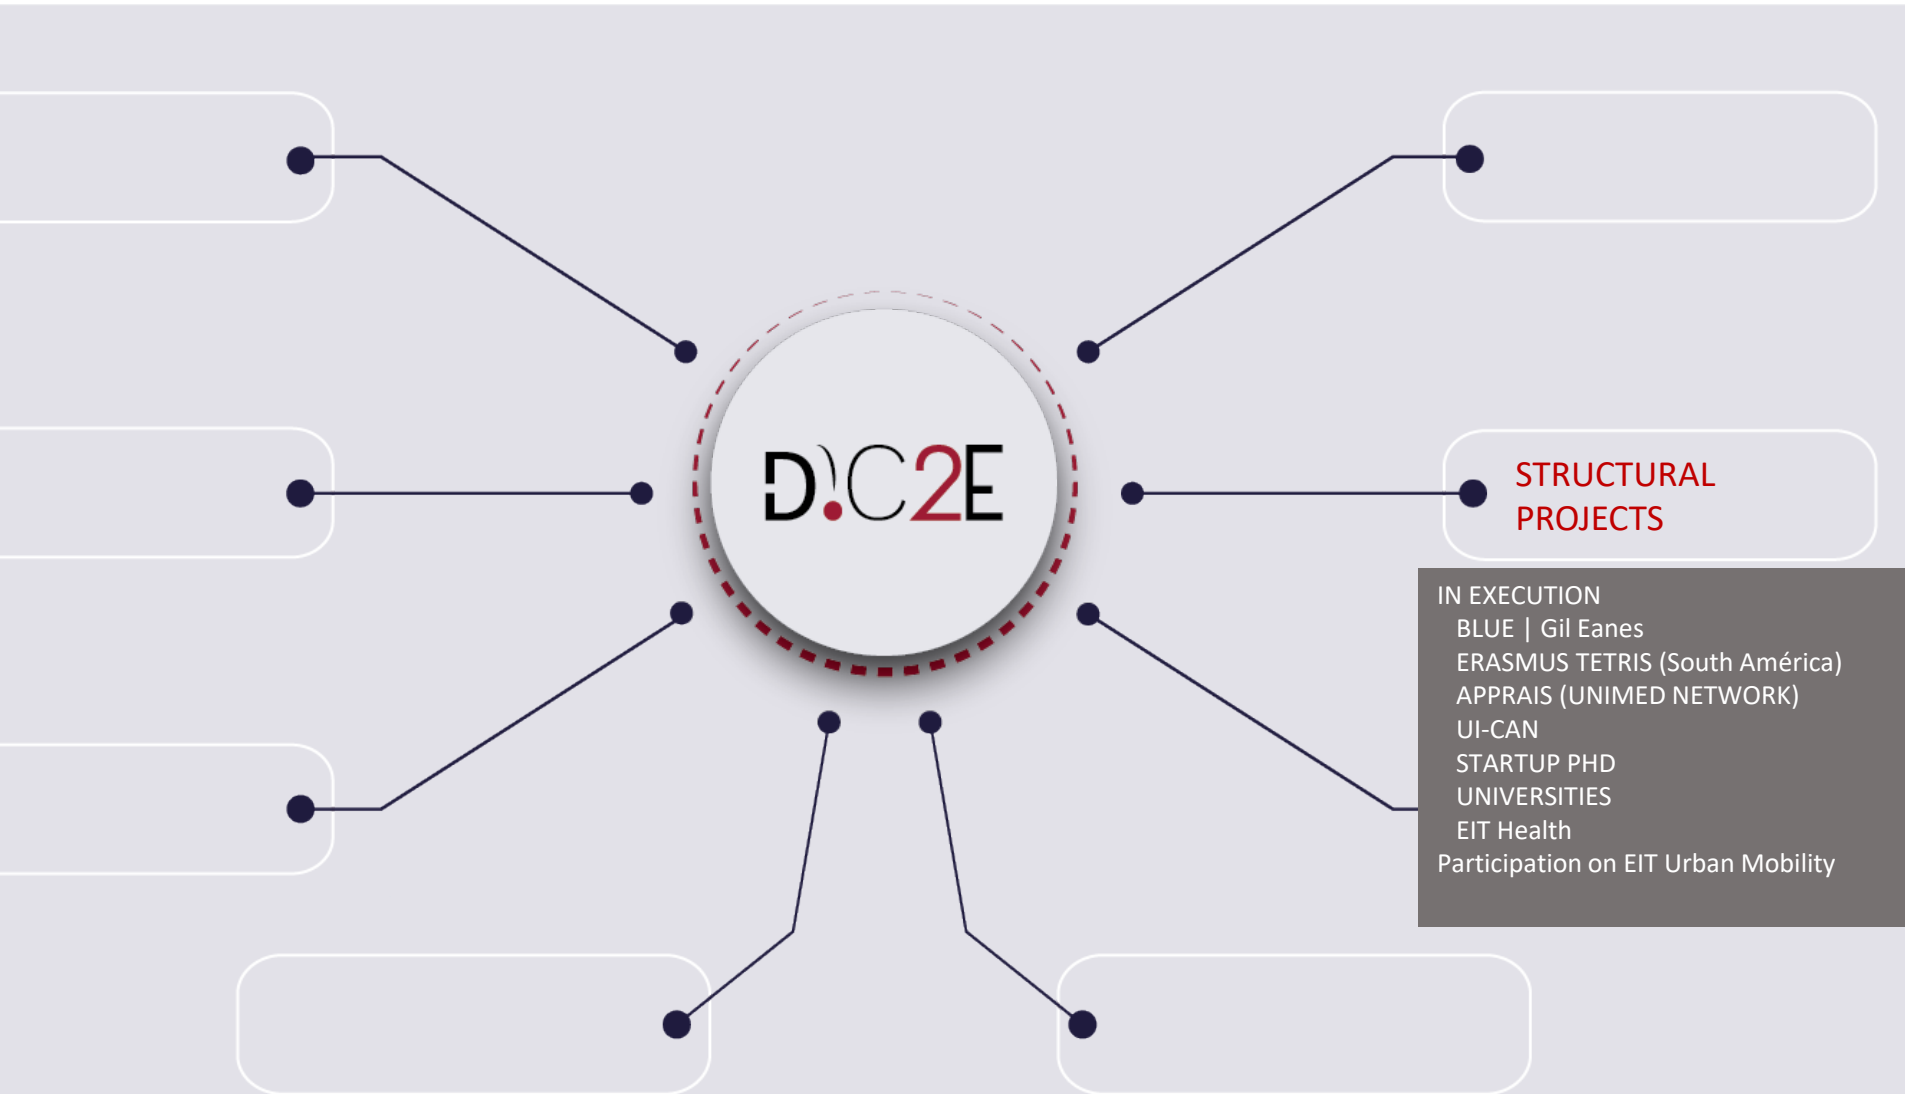 D!C2E
STRUCTURAL
PROJECTS
IN EXECUTION
BLUE | Gil Eanes
ERASMUS TETRIS (South América)
APPRAIS (UNIMED NETWORK)
UI-CAN
STARTUP PHD
UNIVERSITIES
EIT Health
Participation on EIT Urban Mobility